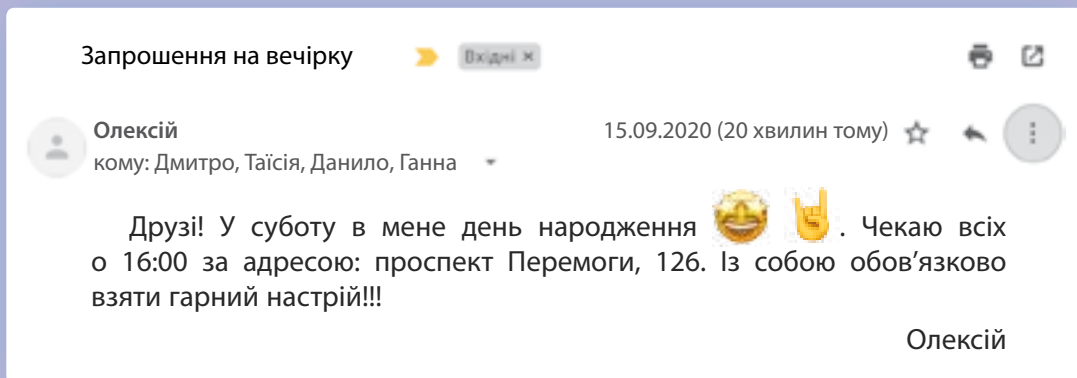 Запрошення на вечірку
Вхідні ×
Олексій
15.09.2020 (20 хвилин тому)
кому: Дмитро, Таїсія, Данило, Ганна
Друзі! У суботу в мене день народження 🤩 🤘. Чекаю всіх
о 16:00 за адресою: проспект Перемоги, 126. Із собою обов’язково
взяти гарний настрій!!!
Олексій